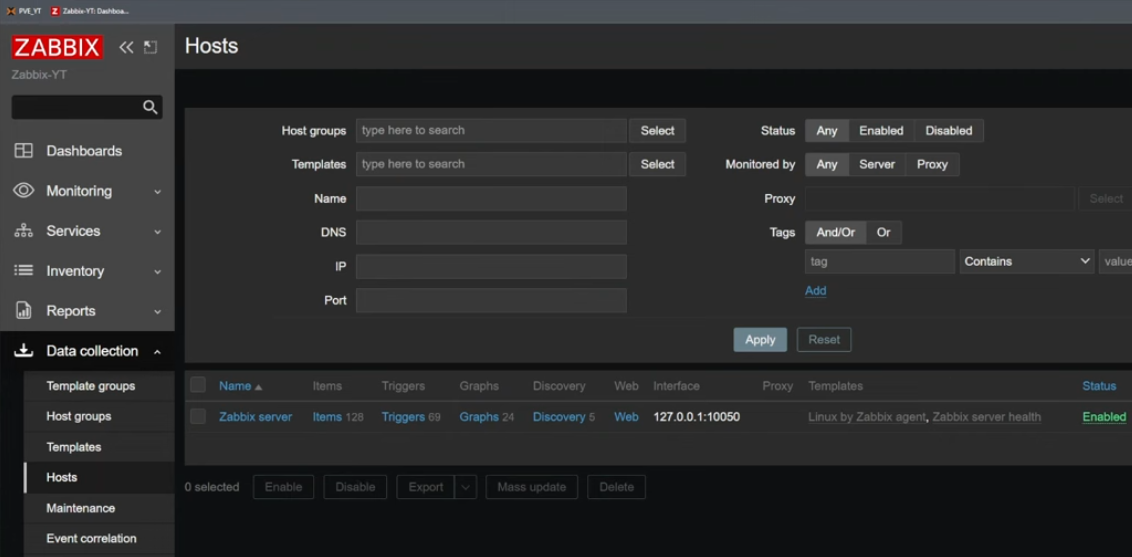 PVE_YT Zabbix-YT: Dashboa...
ZABBIX
Zabbix-YT
Dashboards
Monitoring
Services
Inventory
Reports
Data collection
Template groups
Host groups
Templates
Hosts
Maintenance
Event correlation
Hosts
Host groups type here to search Select
Templates type here to search Select
Name
DNS
IP
Port
Status Any Enabled Disabled
Monitored by Any Server Proxy
Proxy Select
Tags And/Or Or
tag Contains value
Add
Apply Reset
Name Items Triggers Graphs Discovery Web Interface Proxy Templates Status
Zabbix server Items 128 Triggers 69 Graphs 24 Discovery 5 Web 127.0.0.1:10050 Linux by Zabbix agent, Zabbix server health Enabled
0 selected Enable Disable Export Mass update Delete